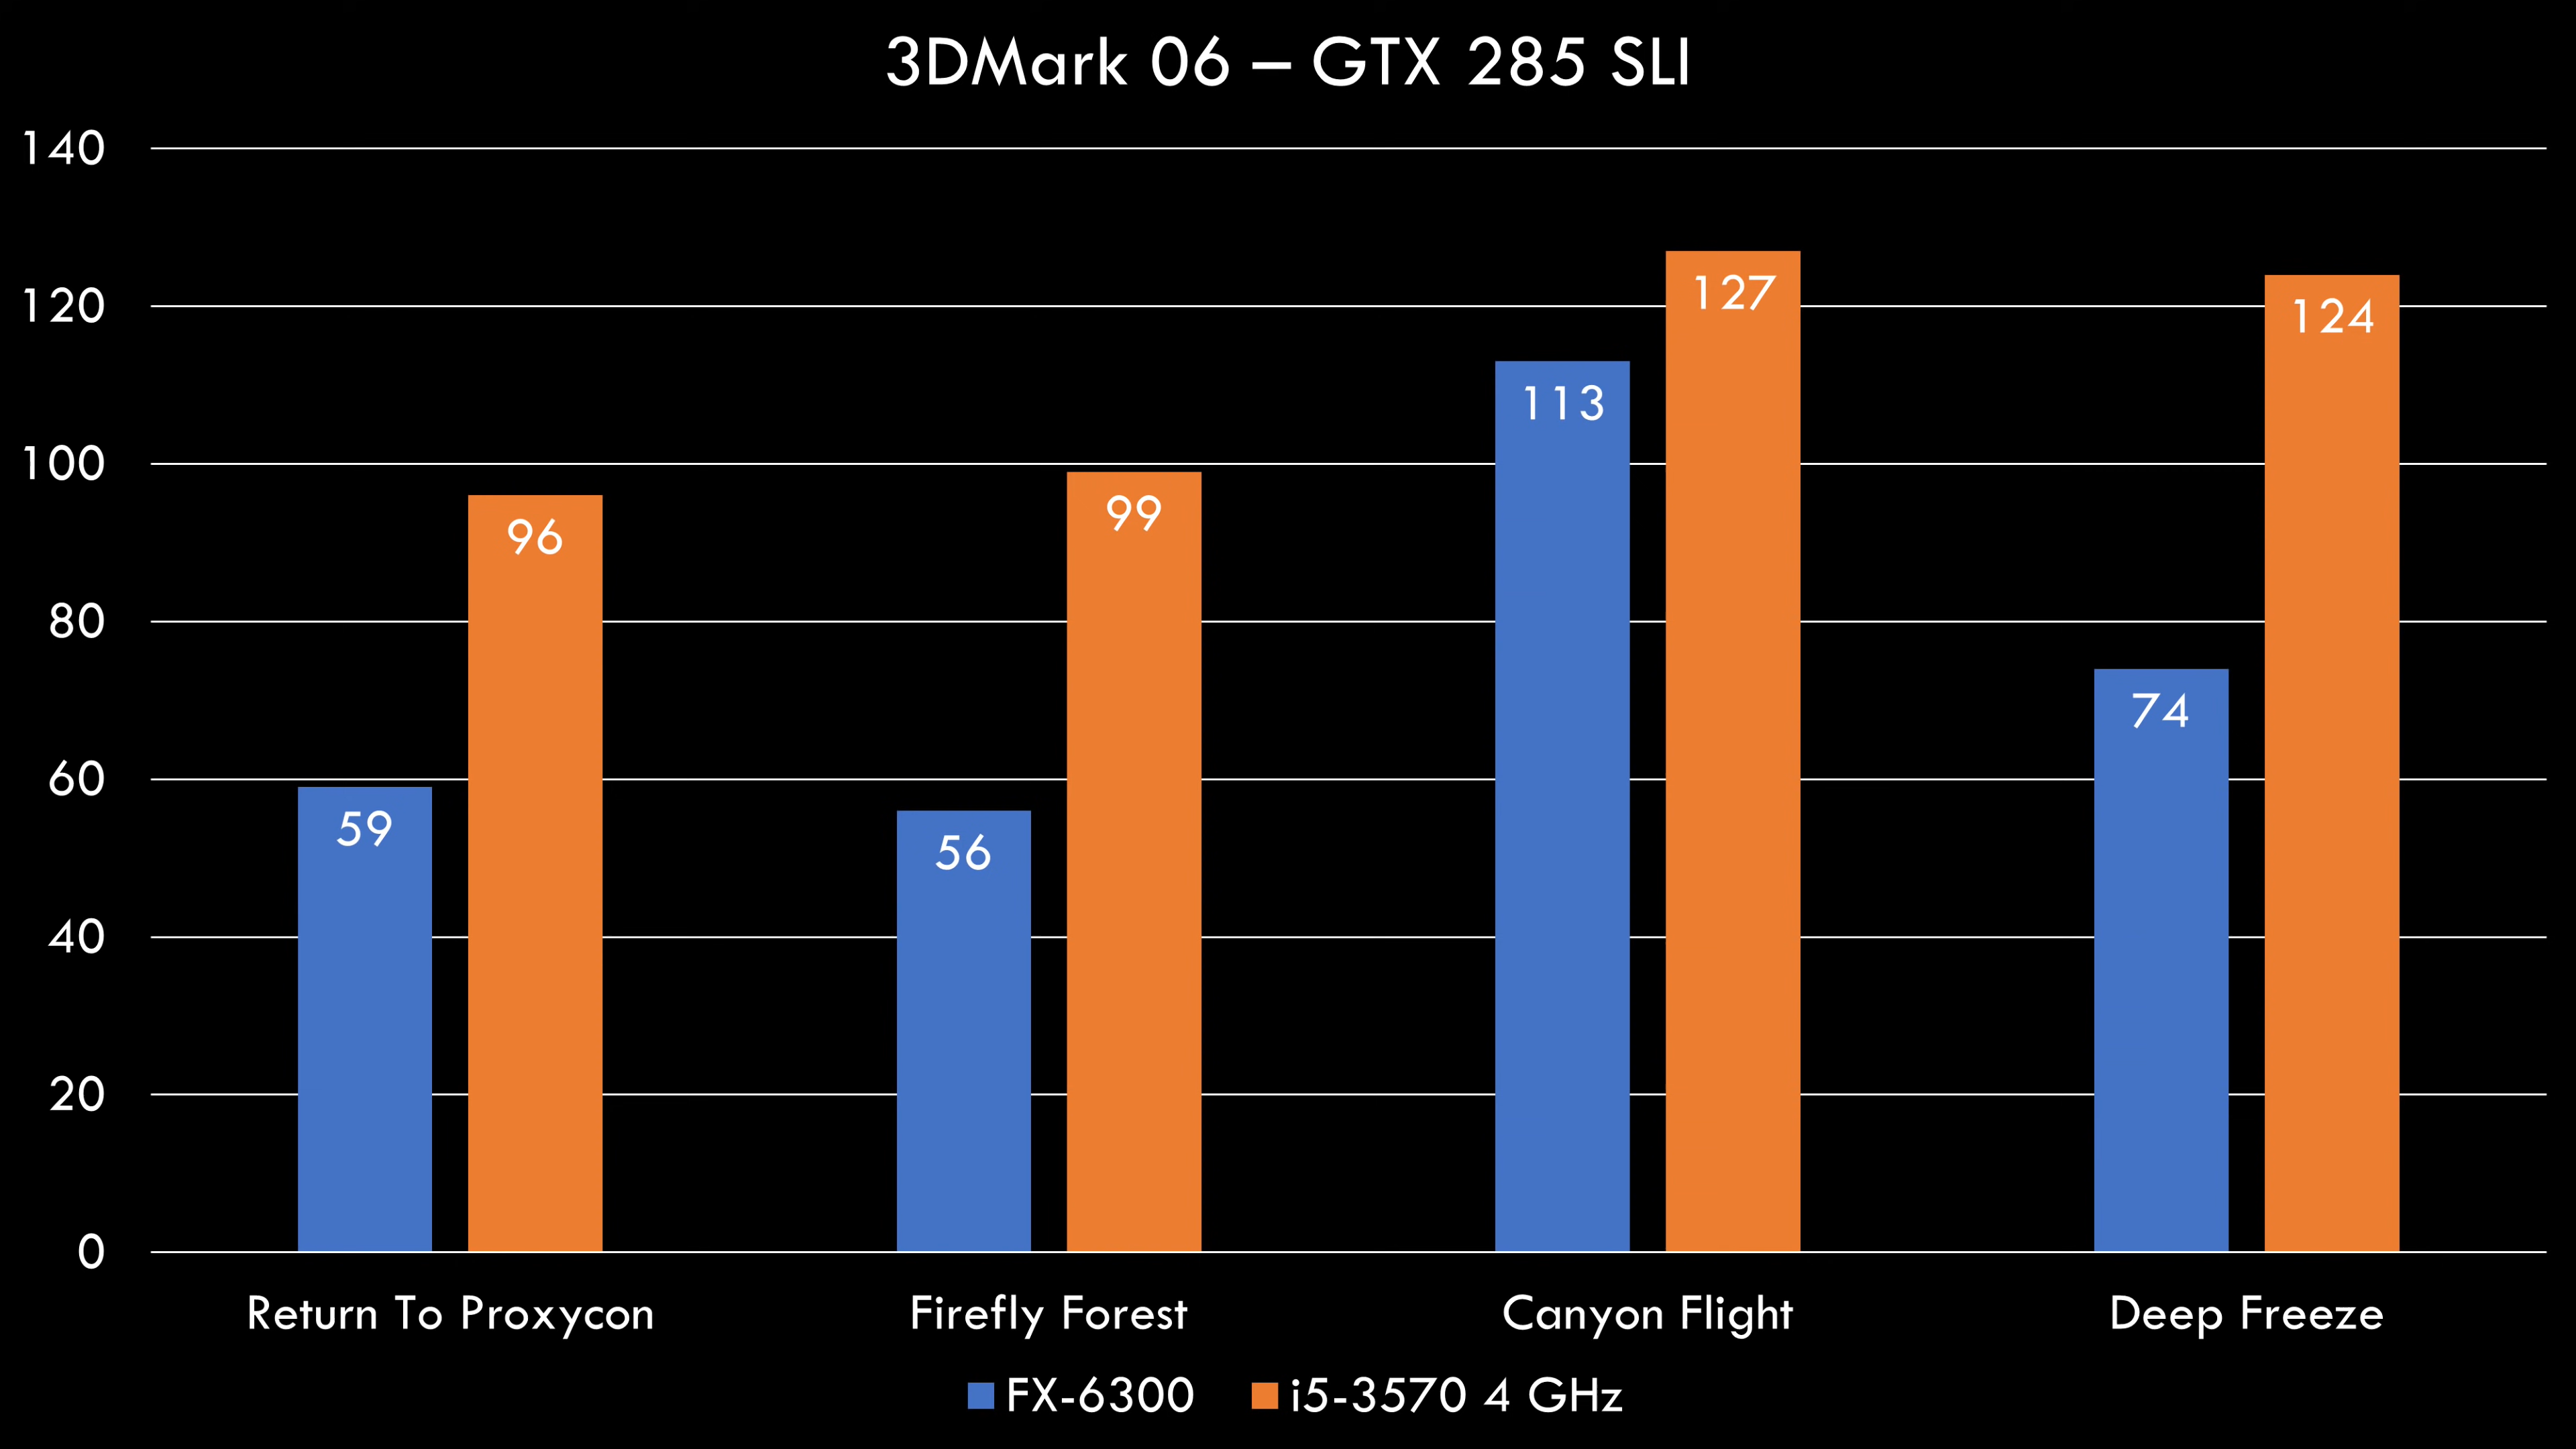 3DMark 06 – GTX 285 SLI
140
120
100
80
60
40
20
0
59
96
56
99
113
127
74
124
Return To Proxycon
Firefly Forest
Canyon Flight
Deep Freeze
FX-6300
i5-3570 4 GHz